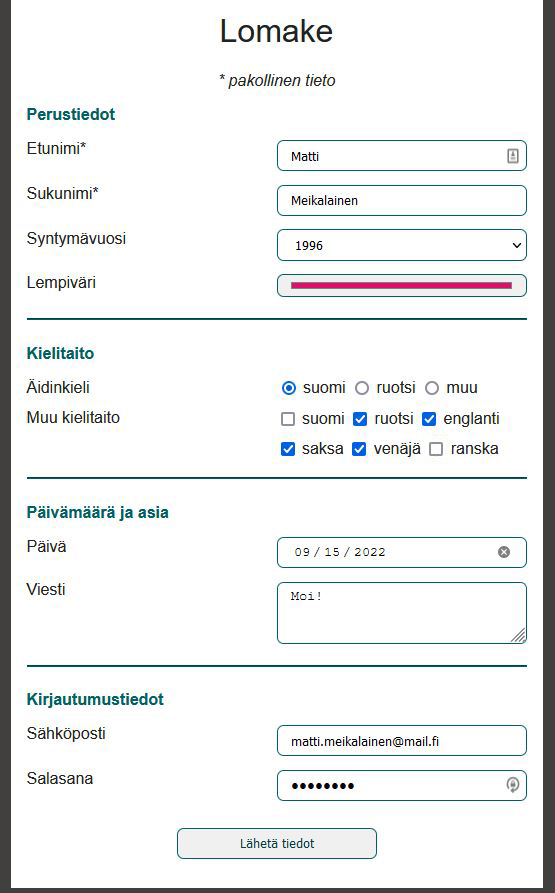 Lomake
* pakollinen tieto
Perustiedot
Etunimi* Matti
Sukunimi* Meikalainen
Syntymävuosi 1996
Lempiväri
Kielitaito
Äidinkieli suomi ruotsi muu
Muu kielitaito suomi ruotsi englanti
saksa venäjä ranska
Päivämäärä ja asia
Päivä 09 / 15 / 2022
Viesti Moi!
Kirjautumustiedot
Sähköposti matti.meikalainen@mail.fi
Salasana ●●●●●●●●
Lähetä tiedot